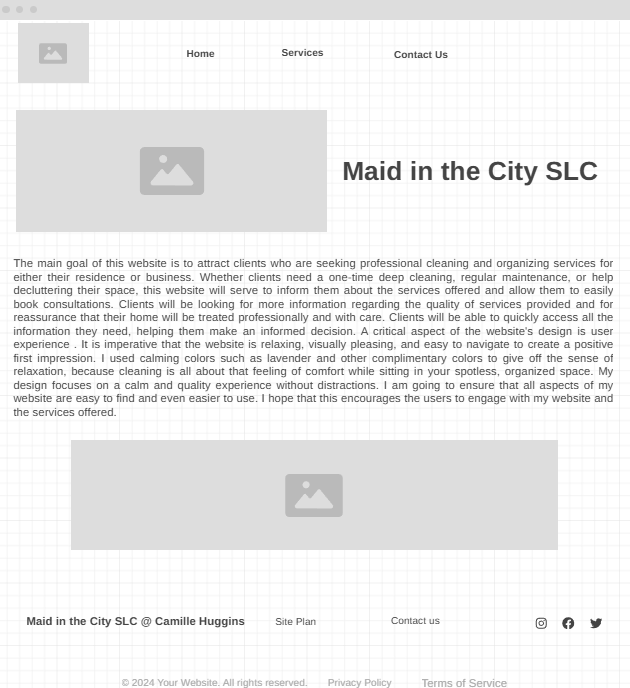 Home Services Contact Us
Maid in the City SLC
The main goal of this website is to attract clients who are seeking professional cleaning and organizing services for
either their residence or business. Whether clients need a one-time deep cleaning, regular maintenance, or help
decluttering their space, this website will serve to inform them about the services offered and allow them to easily
book consultations. Clients will be looking for more information regarding the quality of services provided and for
reassurance that their home will be treated professionally and with care. Clients will be able to quickly access all the
information they need, helping them make an informed decision. A critical aspect of the website's design is user
experience . It is imperative that the website is relaxing, visually pleasing, and easy to navigate to create a positive
first impression. I used calming colors such as lavender and other complimentary colors to give off the sense of
relaxation, because cleaning is all about that feeling of comfort while sitting in your spotless, organized space. My
design focuses on a calm and quality experience without distractions. I am going to ensure that all aspects of my
website are easy to find and even easier to use. I hope that this encourages the users to engage with my website and
the services offered.
Maid in the City SLC @ Camille Huggins Site Plan Contact us
© 2024 Your Website. All rights reserved. Privacy Policy Terms of Service